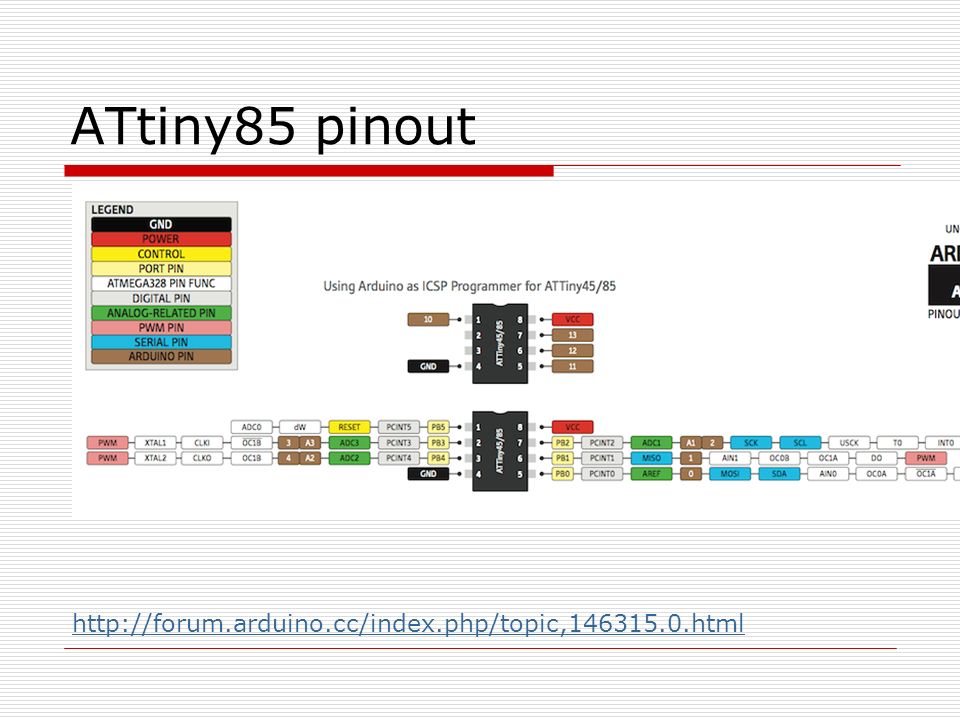 ATtiny85 pinout
LEGEND
GND
POWER
CONTROL
PORT PIN
ATMEGA328 PIN FUNC
DIGITAL PIN
ANALOG-RELATED PIN
PWM PIN
SERIAL PIN
ARDUINO PIN
UN
ARE
A
PINOU
Using Arduino as ICSP Programmer for ATTiny45/85
10 1 8 VCC
2 7 13
3 6 12
GND 4 5 11
ATTiny45/85
ADC0 dW RESET PCINT5 PB5 1 8 VCC
PWM XTAL1 CLKI OC1B 3 A3 ADC3 PCINT3 PB3 2 7 PB2 PCINT2 ADC1 A1 2 SCK SCL USCK T0 INT0
PWM XTAL2 CLKO OC1B 4 A2 ADC2 PCINT4 PB4 3 6 PB1 PCINT1 MISO 1 AIN1 OC0B OC1A DO PWM
GND 4 5 PB0 PCINT0 AREF 0 MOSI SDA AIN0 OC0A OC1A
ATTiny45/85
http://forum.arduino.cc/index.php/topic,146315.0.html